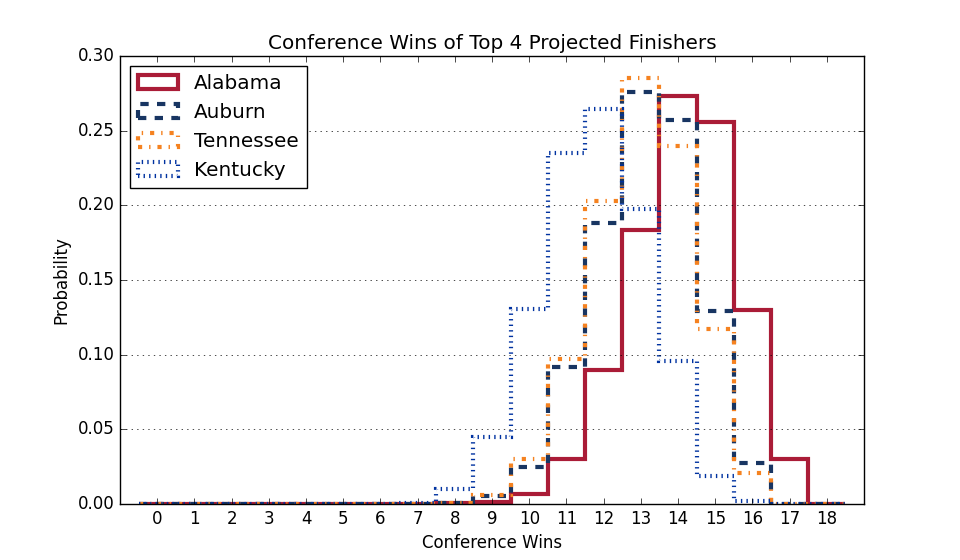 Conference Wins of Top 4 Projected Finishers
Alabama
Auburn
Tennessee
Kentucky
0.30
0.25
0.20
0.15
0.10
0.05
0.00
Probability
0 1 2 3 4 5 6 7 8 9 10 11 12 13 14 15 16 17 18
Conference Wins